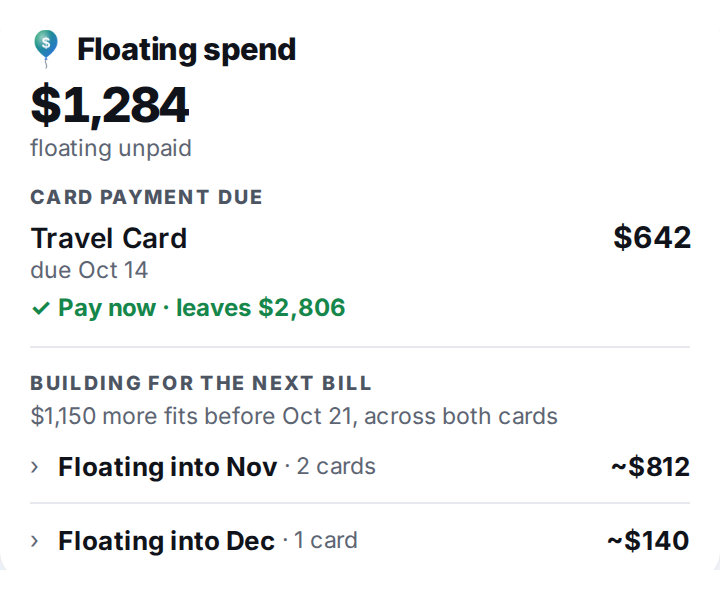 $ Floating spend
$1,284
floating unpaid
CARD PAYMENT DUE
Travel Card $642
due Oct 14
✓ Pay now · leaves $2,806
BUILDING FOR THE NEXT BILL
$1,150 more fits before Oct 21, across both cards
› Floating into Nov · 2 cards ~$812
› Floating into Dec · 1 card ~$140